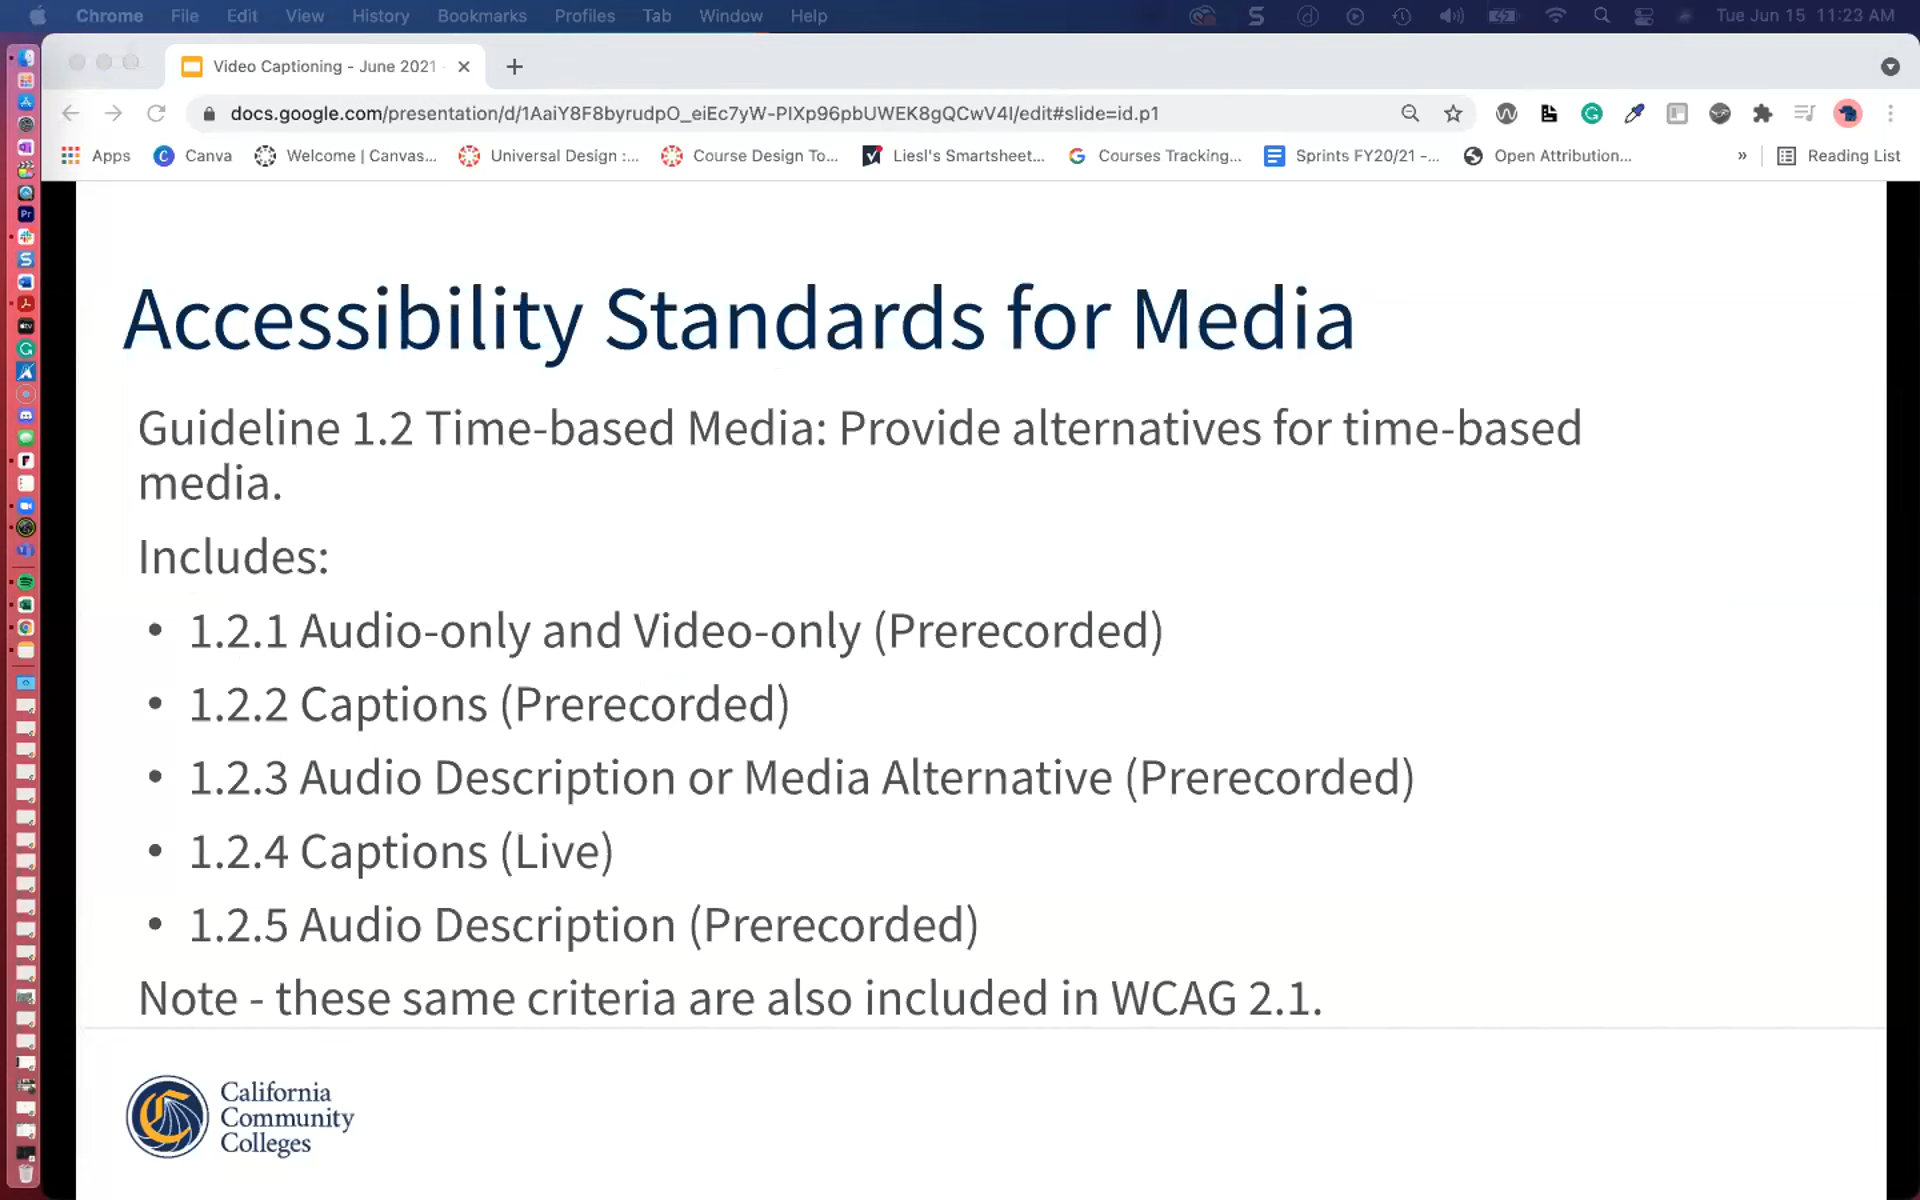 Chrome File Edit View History Bookmarks Profiles Tab Window Help Tue Jun 15 11:23 AM
Video Captioning - June 2021
docs.google.com/presentation/d/1AaiY8F8byrudpO_eiEc7yW-PIXp96pbUWEK8gQCwV4I/edit#slide=id.p1
Apps Canva Welcome | Canvas... Universal Design :... Course Design To... Liesl's Smartsheet... Courses Tracking,... Sprints FY20/21 -... Open Attribution... » Reading List
Accessibility Standards for Media
Guideline 1.2 Time-based Media: Provide alternatives for time-based
media.
Includes:
• 1.2.1 Audio-only and Video-only (Prerecorded)
• 1.2.2 Captions (Prerecorded)
• 1.2.3 Audio Description or Media Alternative (Prerecorded)
• 1.2.4 Captions (Live)
• 1.2.5 Audio Description (Prerecorded)
Note - these same criteria are also included in WCAG 2.1.
California
Community
Colleges